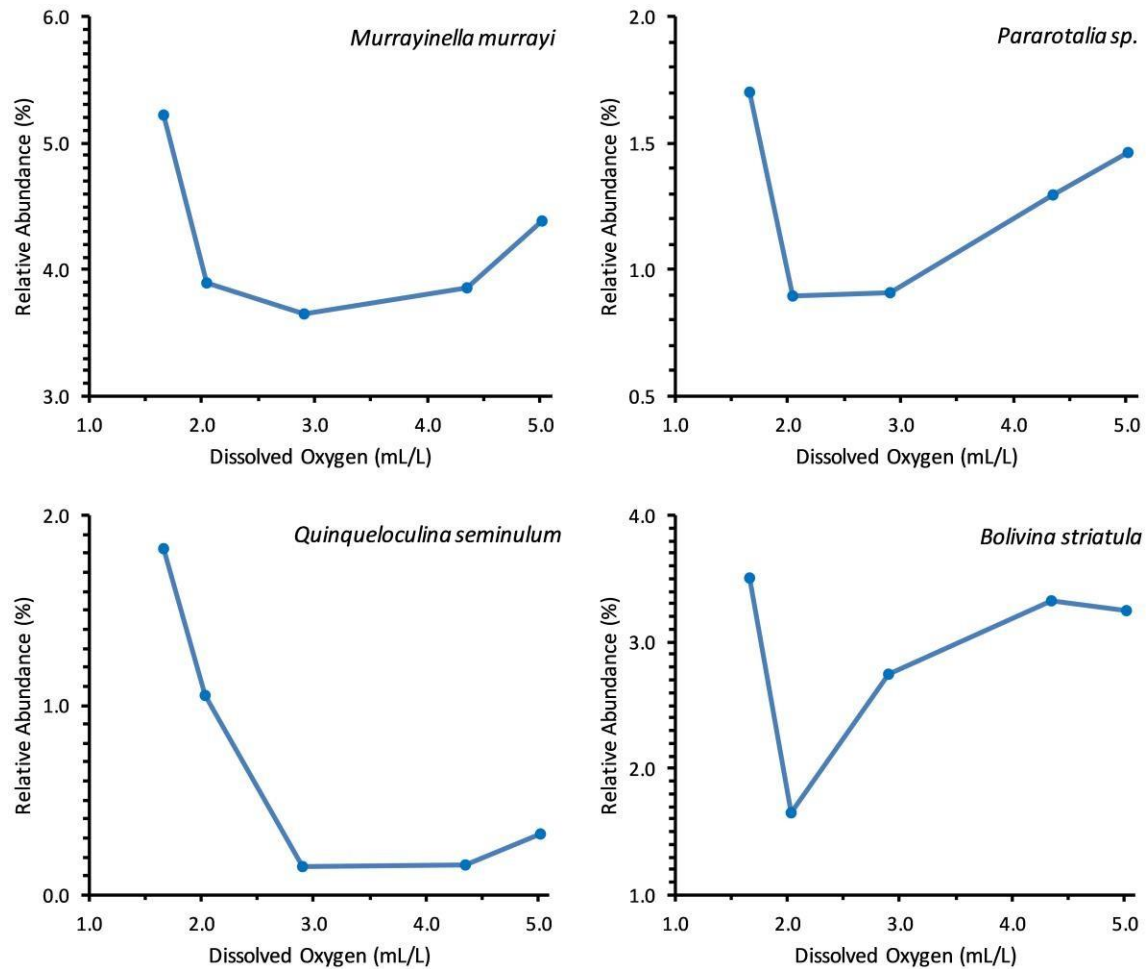 Murrayinella murrayi
Relative Abundance (%)
6.0
5.0
4.0
3.0
1.0 2.0 3.0 4.0 5.0
Dissolved Oxygen (mL/L)
Pararotalia sp.
Relative Abundance (%)
2.0
1.5
1.0
0.5
1.0 2.0 3.0 4.0 5.0
Dissolved Oxygen (mL/L)
Quinqueloculina seminulum
Relative Abundance (%)
2.0
1.0
0.0
1.0 2.0 3.0 4.0 5.0
Dissolved Oxygen (mL/L)
Bolivina striatula
Relative Abundance (%)
4.0
3.0
2.0
1.0
1.0 2.0 3.0 4.0 5.0
Dissolved Oxygen (mL/L)